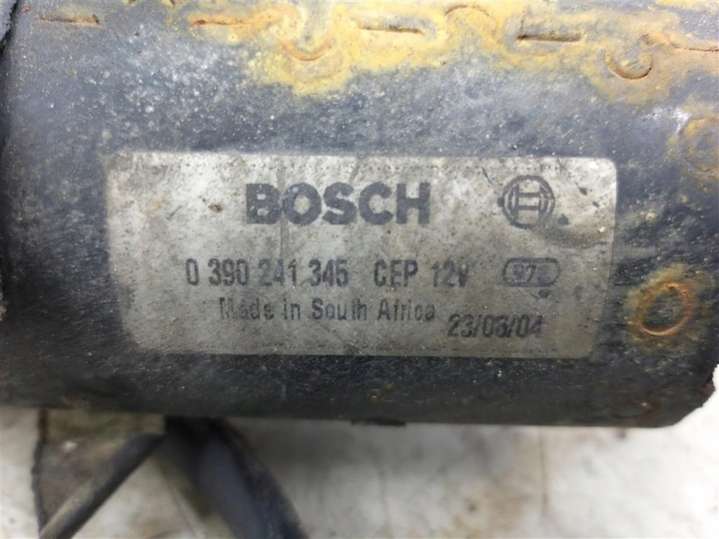 BOSCH
0 390 241 345 CEP 12V
Made in South Africa
23/03/04